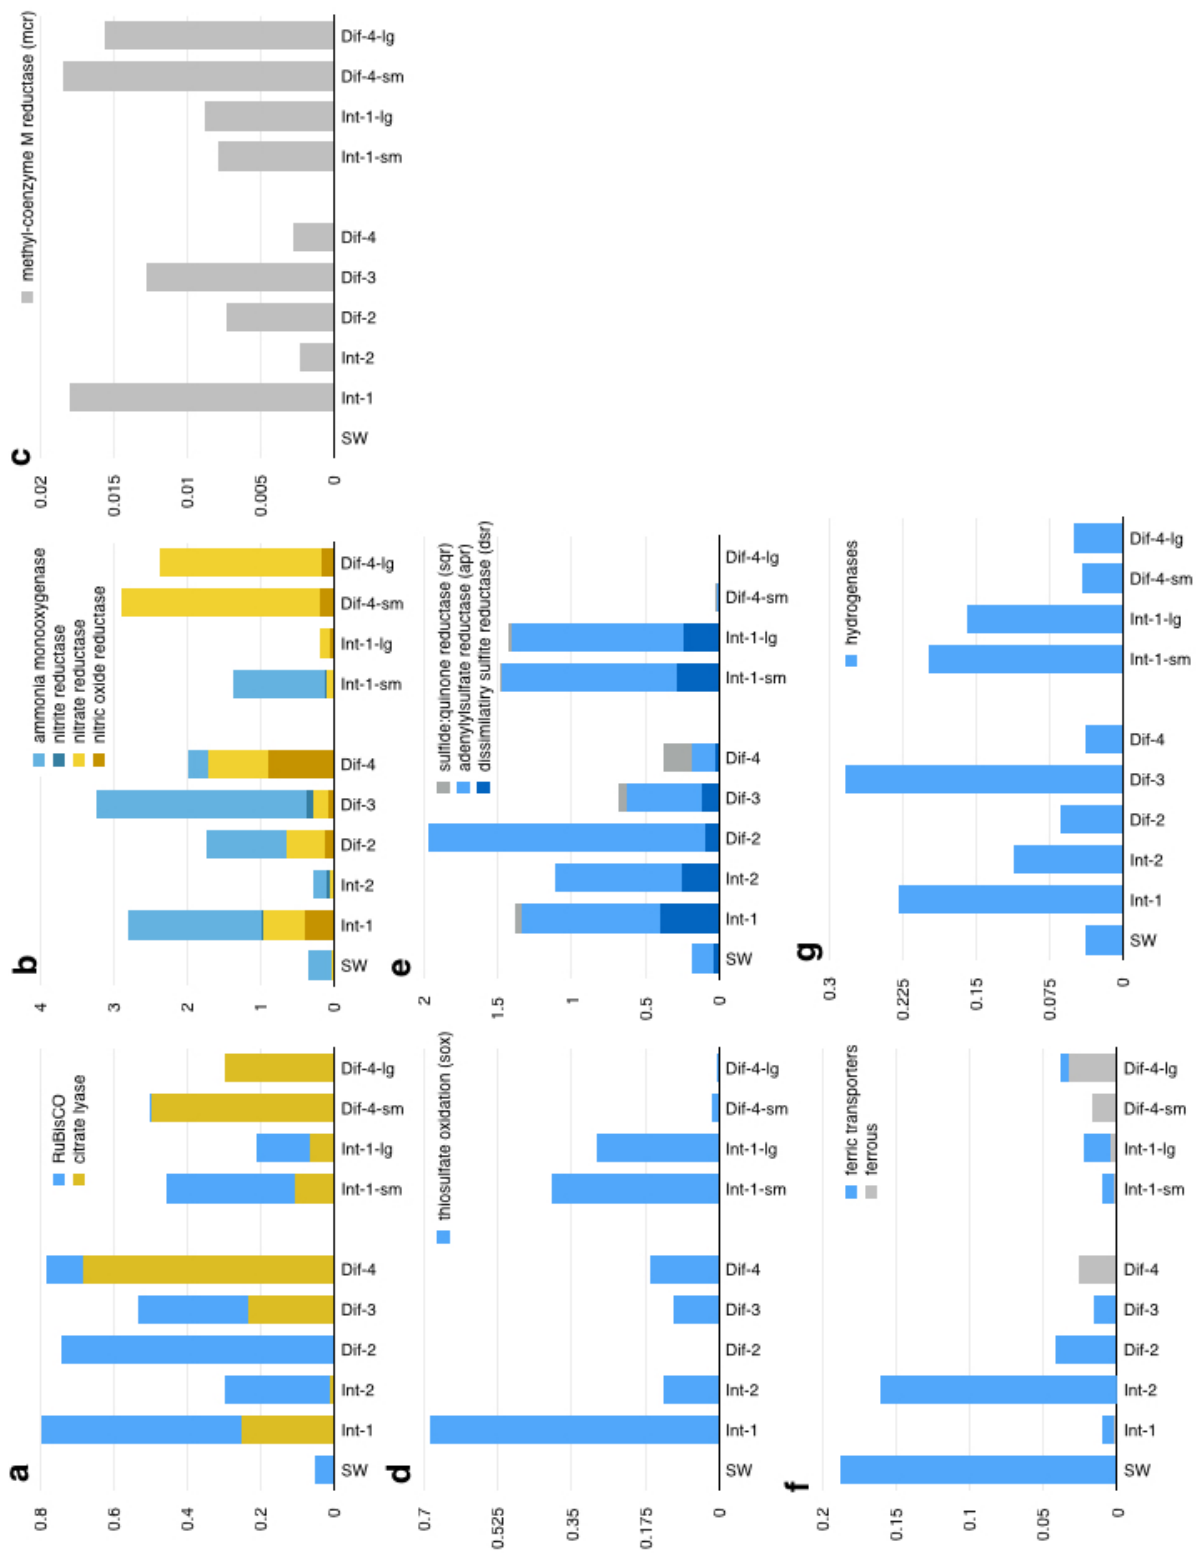 a
RuBisCO
citrate lyase
0.8
0.6
0.4
0.2
0
SW
Int-1
Int-2
Dif-2
Dif-3
Dif-4
Int-1-sm
Int-1-lg
Dif-4-sm
Dif-4-lg
b
ammonia monooxygenase
nitrite reductase
nitrate reductase
nitric oxide reductase
4
3
2
1
0
SW
Int-1
Int-2
Dif-2
Dif-3
Dif-4
Int-1-sm
Int-1-lg
Dif-4-sm
Dif-4-lg
c
methyl-coenzyme M reductase (mcr)
0.02
0.015
0.01
0.005
0
SW
Int-1
Int-2
Dif-2
Dif-3
Dif-4
Int-1-sm
Int-1-lg
Dif-4-sm
Dif-4-lg
d
thiosulfate oxidation (sox)
0.7
0.525
0.35
0.175
0
SW
Int-1
Int-2
Dif-2
Dif-3
Dif-4
Int-1-sm
Int-1-lg
Dif-4-sm
Dif-4-lg
e
sulfide:quinone reductase (sqr)
adenylylsulfate reductase (apr)
dissimilatiry sulfite reductase (dsr)
2
1.5
1
0.5
0
SW
Int-1
Int-2
Dif-2
Dif-3
Dif-4
Int-1-sm
Int-1-lg
Dif-4-sm
Dif-4-lg
f
ferric transporters
ferrous
0.2
0.15
0.1
0.05
0
SW
Int-1
Int-2
Dif-2
Dif-3
Dif-4
Int-1-sm
Int-1-lg
Dif-4-sm
Dif-4-lg
g
hydrogenases
0.3
0.225
0.15
0.075
0
SW
Int-1
Int-2
Dif-2
Dif-3
Dif-4
Int-1-sm
Int-1-lg
Dif-4-sm
Dif-4-lg